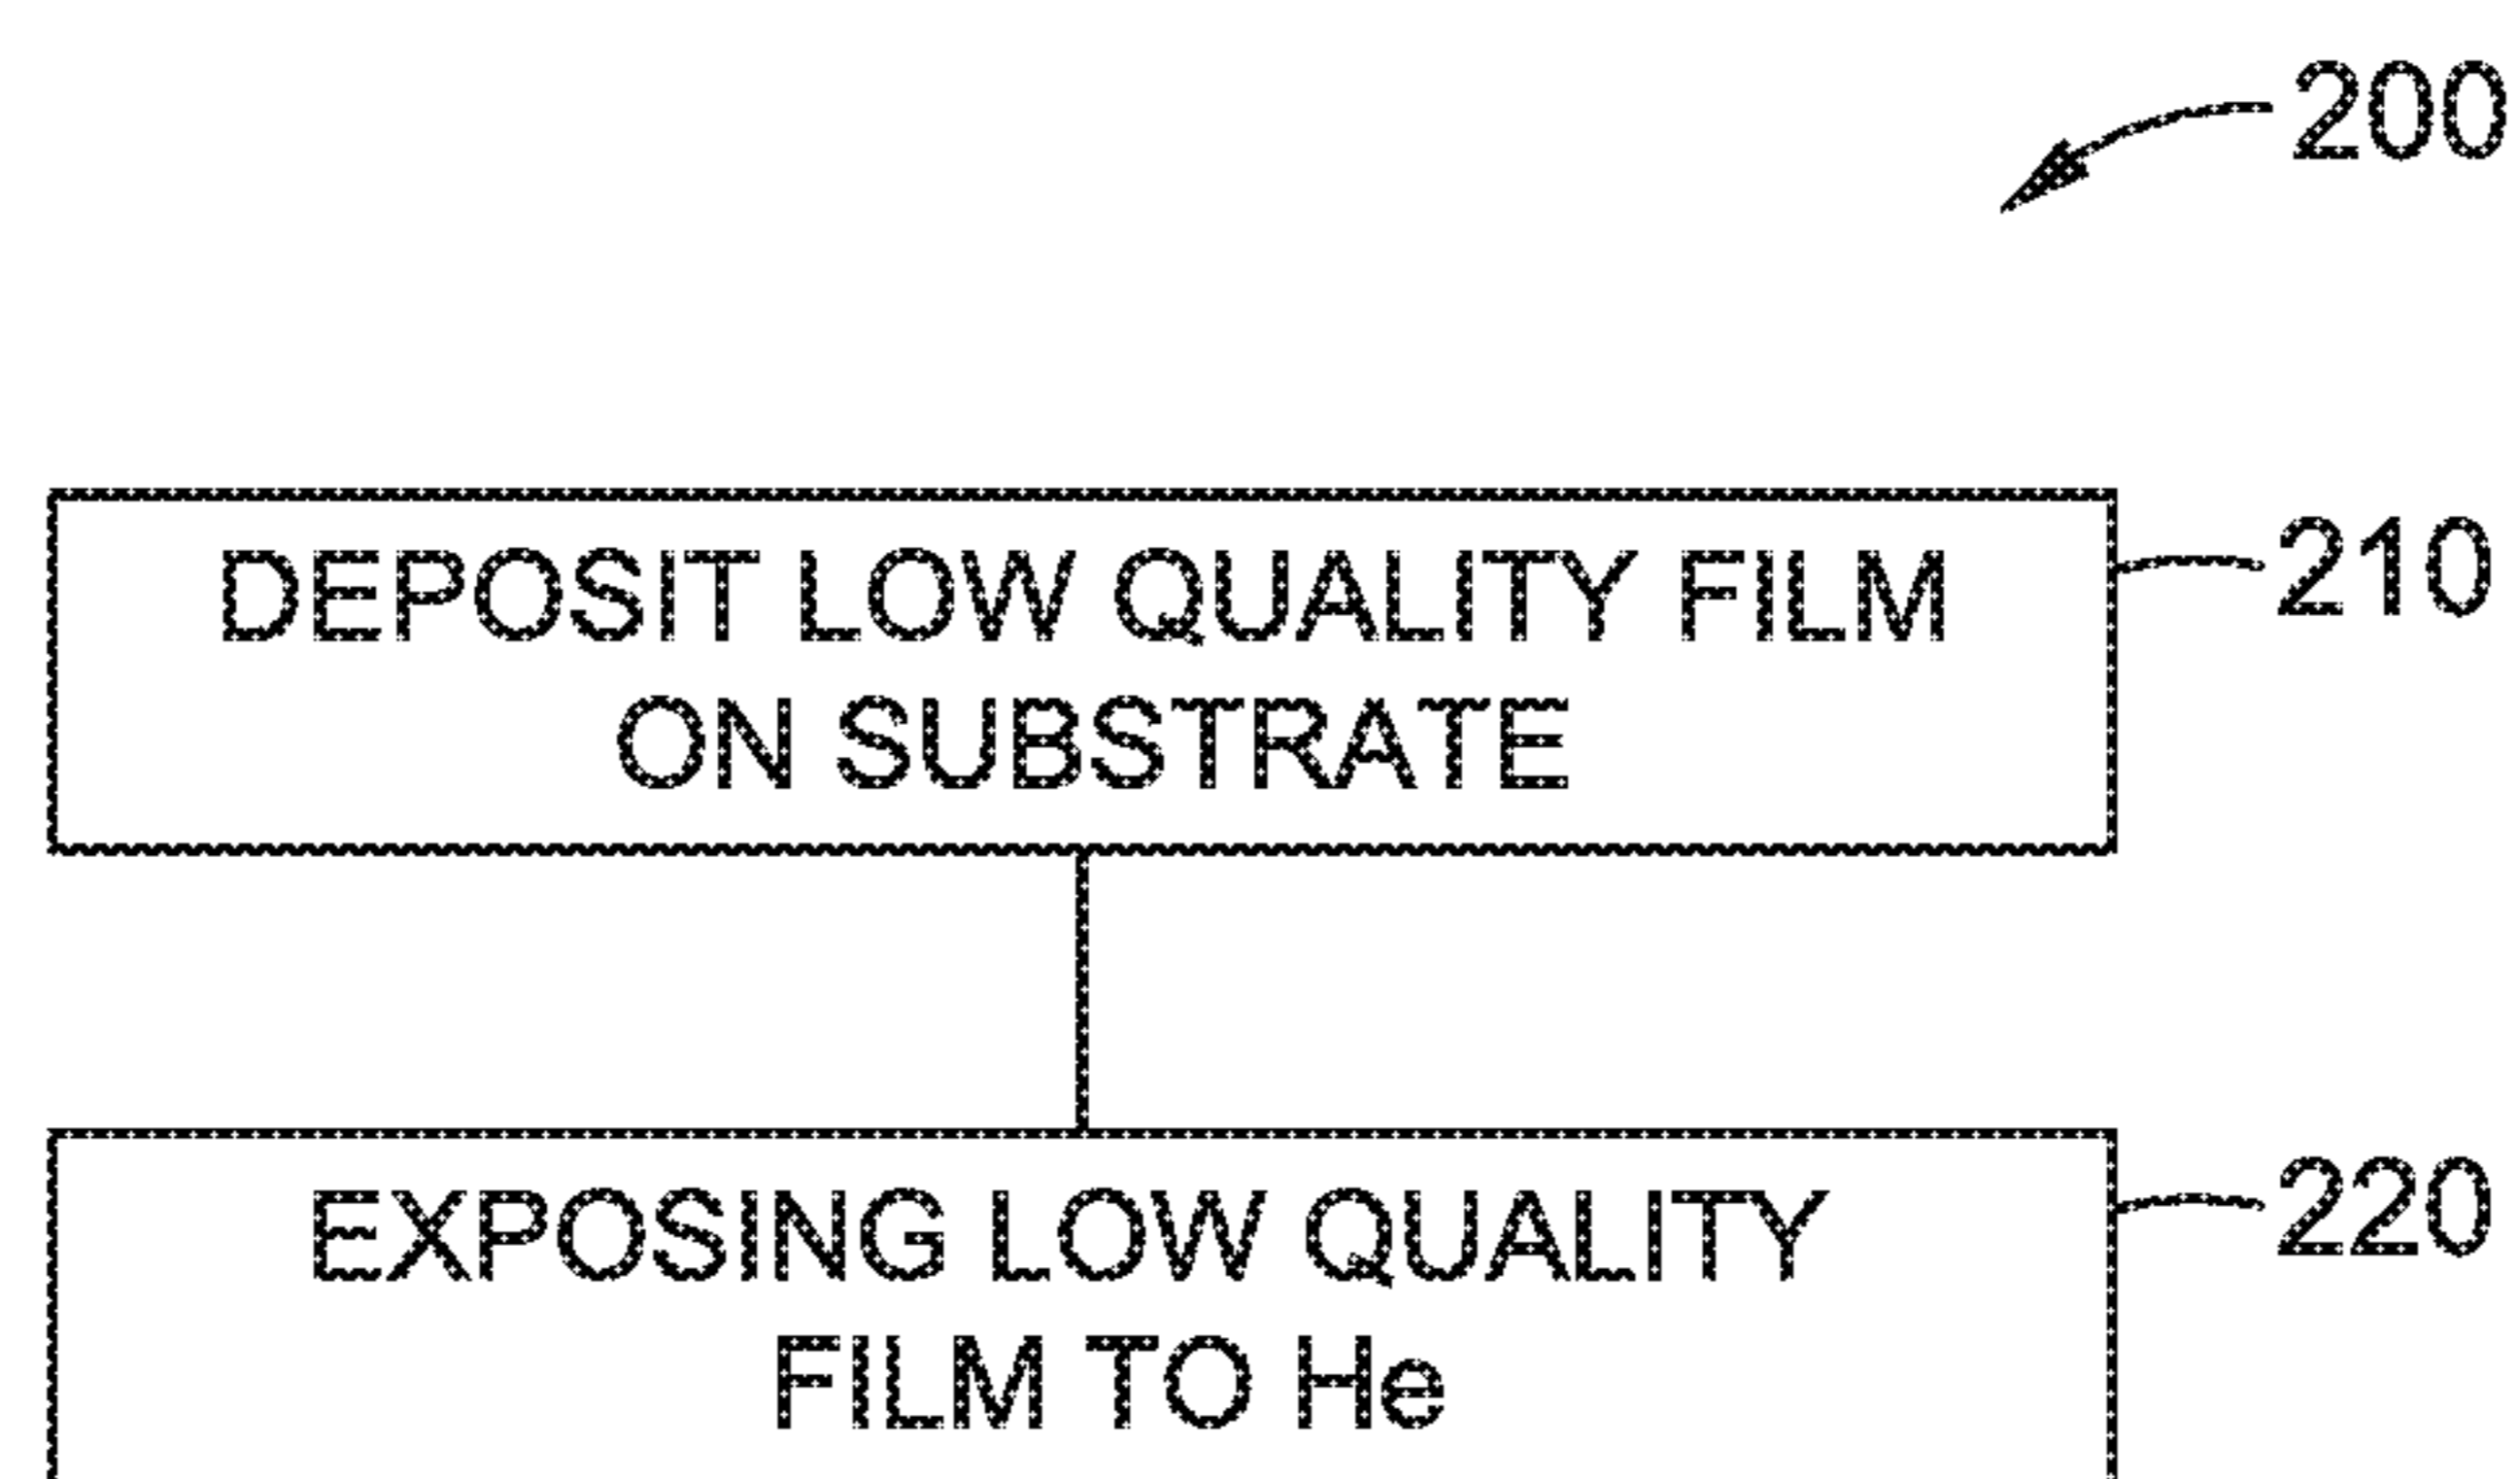 200
DEPOSIT LOW QUALITY FILM
ON SUBSTRATE
210
EXPOSING LOW QUALITY
FILM TO He
220